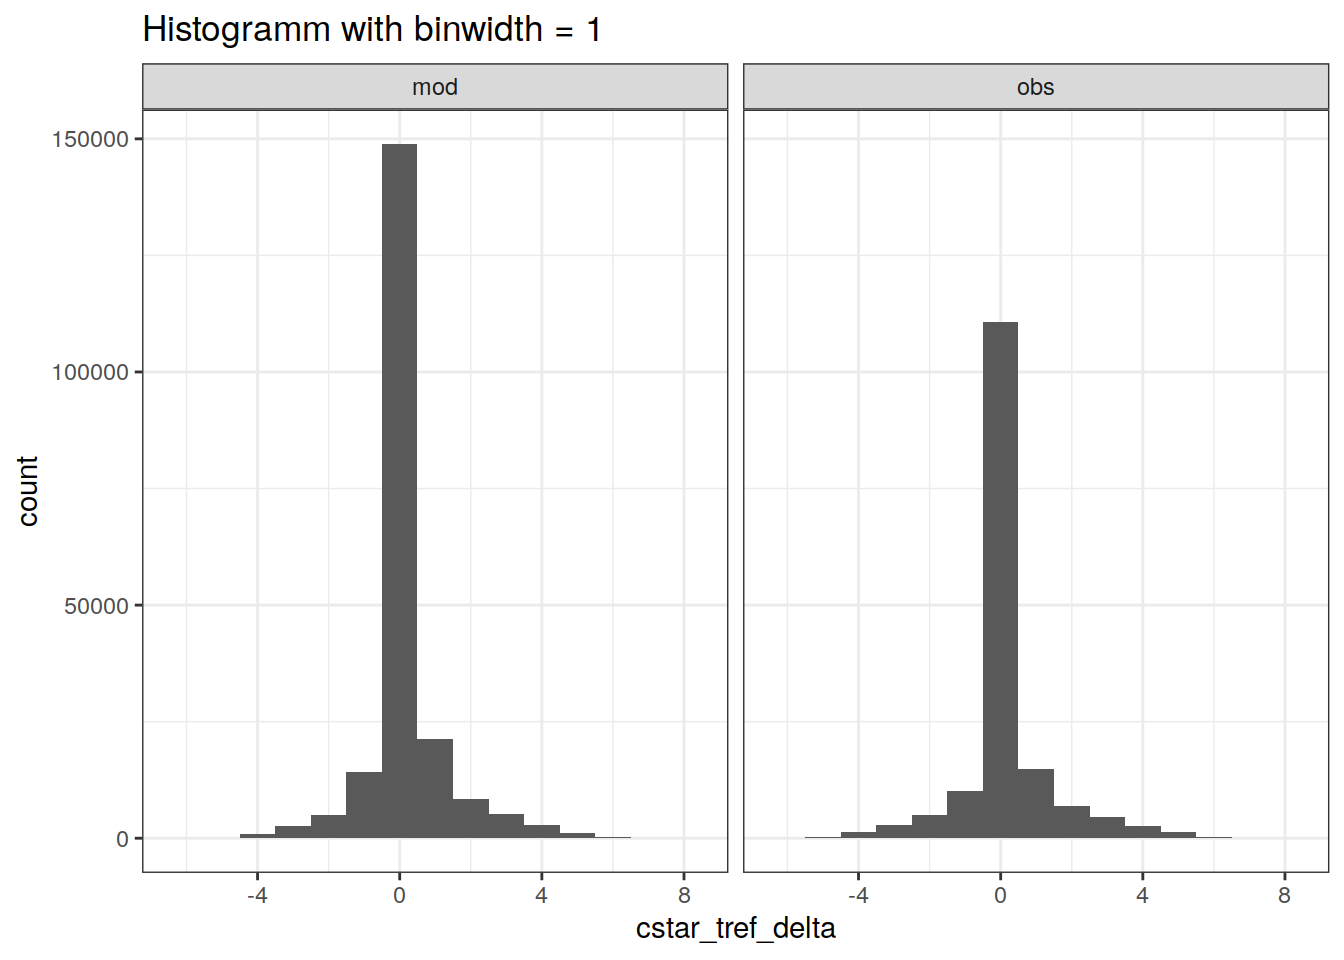 Histogramm with binwidth = 1
mod
obs
150000
100000
50000
0
count
-4 0 4 8
-4 0 4 8
cstar_tref_delta